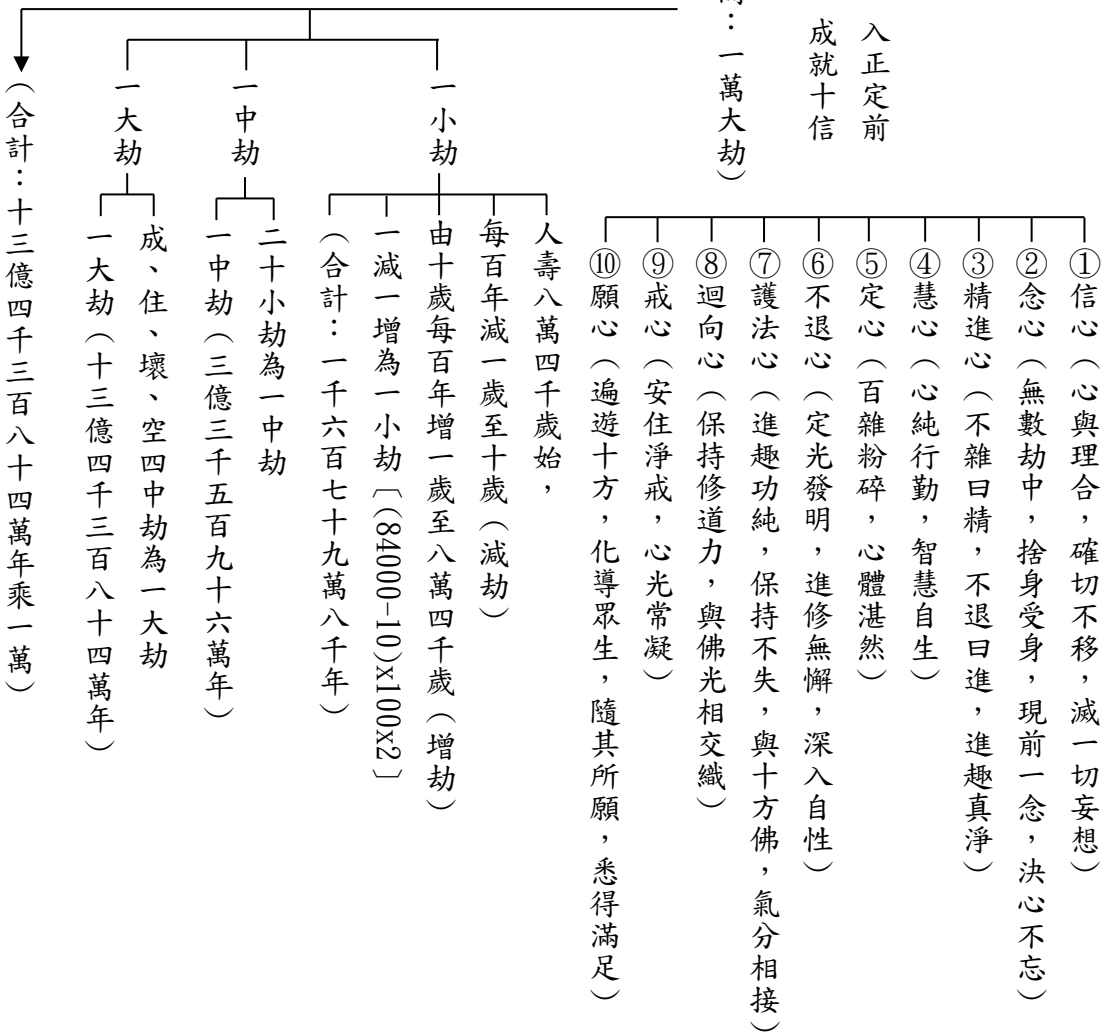 入正定前
成就十信
：一萬大劫）
①信心（心與理合，確切不移，滅一切妄想）
②念心（無數劫中，捨身受身，現前一念，決心不忘）
③精進心（不雜曰精，不退曰進，進趣真淨）
④慧心（心純行勤，智慧自生）
⑤定心（百雜粉碎，心體湛然）
⑥不退心（定光發明，進修無懈，深入自性）
⑦護法心（進趣功純，保持不失，與十方佛，氣分相接）
⑧迴向心（保持修道力，與佛光相交織）
⑨戒心（安住淨戒，心光常凝）
⑩願心（遍遊十方，化導眾生，隨其所願，悉得滿足）
一小劫
人壽八萬四千歲始，
每百年減一歲至十歲（減劫）
由十歲每百年增一歲至八萬四千歲（增劫）
一減一增為一小劫〔(84000-10)x100x2〕
（合計：一千六百七十九萬八千年）
一中劫
二十小劫為一中劫
一中劫（三億三千五百九十六萬年）
一大劫
成、住、壞、空四中劫為一大劫
一大劫（十三億四千三百八十四萬年）
（合計：十三億四千三百八十四萬年乘一萬）